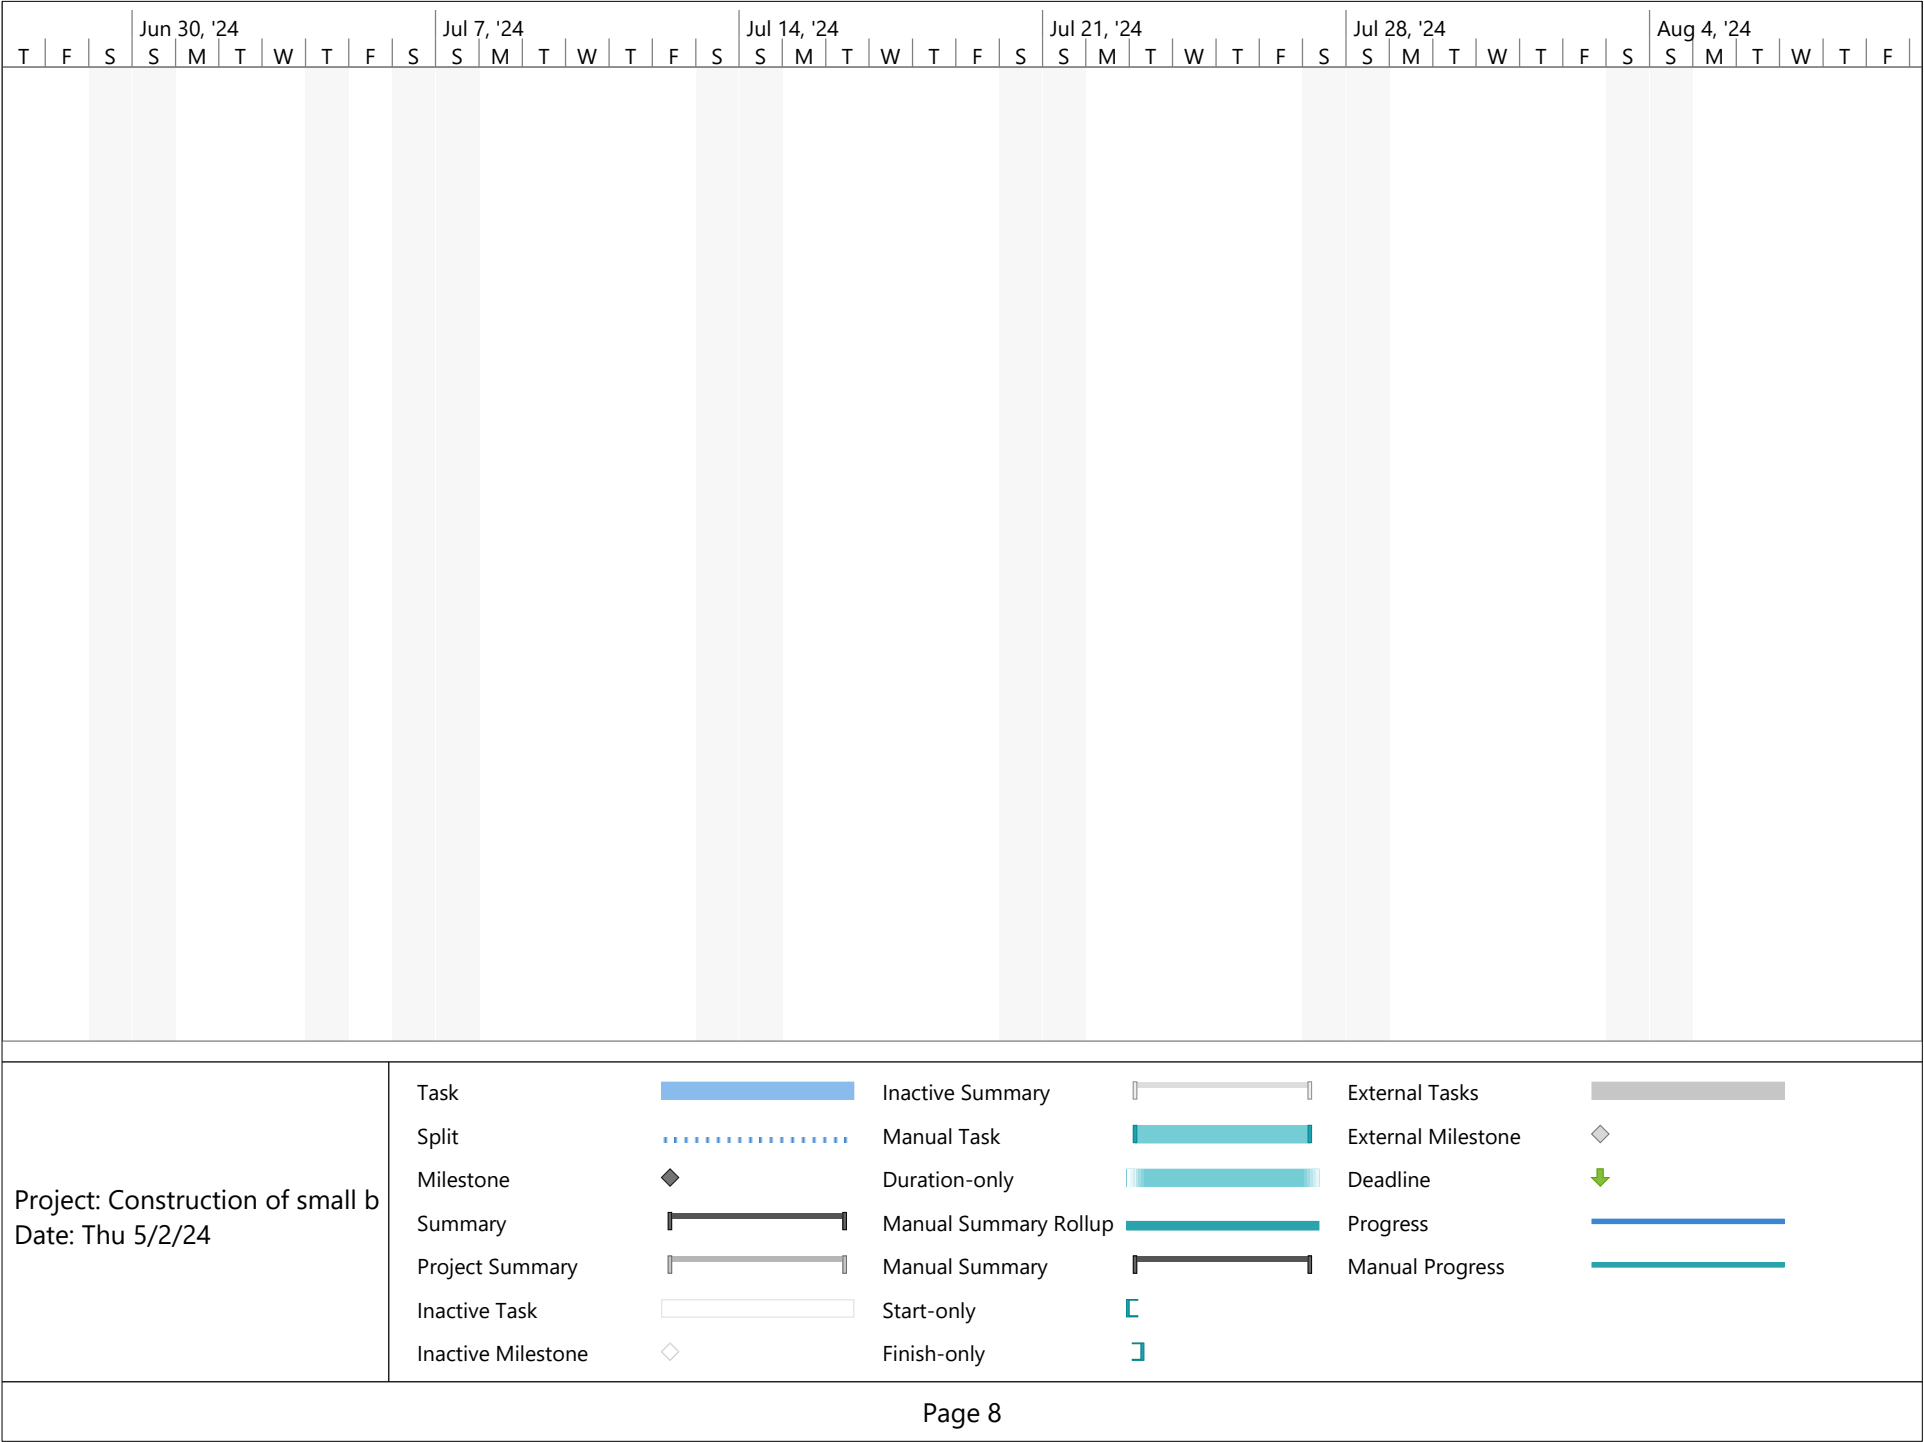 Jun 30, '24 Jul 7, '24 Jul 14, '24 Jul 21, '24 Jul 28, '24 Aug 4, '24
T F S S M T W T F S S M T W T F S S M T W T F S S M T W T F S S M T W T F S S M T W T F
Task Inactive Summary External Tasks
Split Manual Task External Milestone
Milestone Duration-only Deadline
Project: Construction of small b
Date: Thu 5/2/24
Summary Manual Summary Rollup Progress
Project Summary Manual Summary Manual Progress
Inactive Task Start-only
Inactive Milestone Finish-only
Page 8